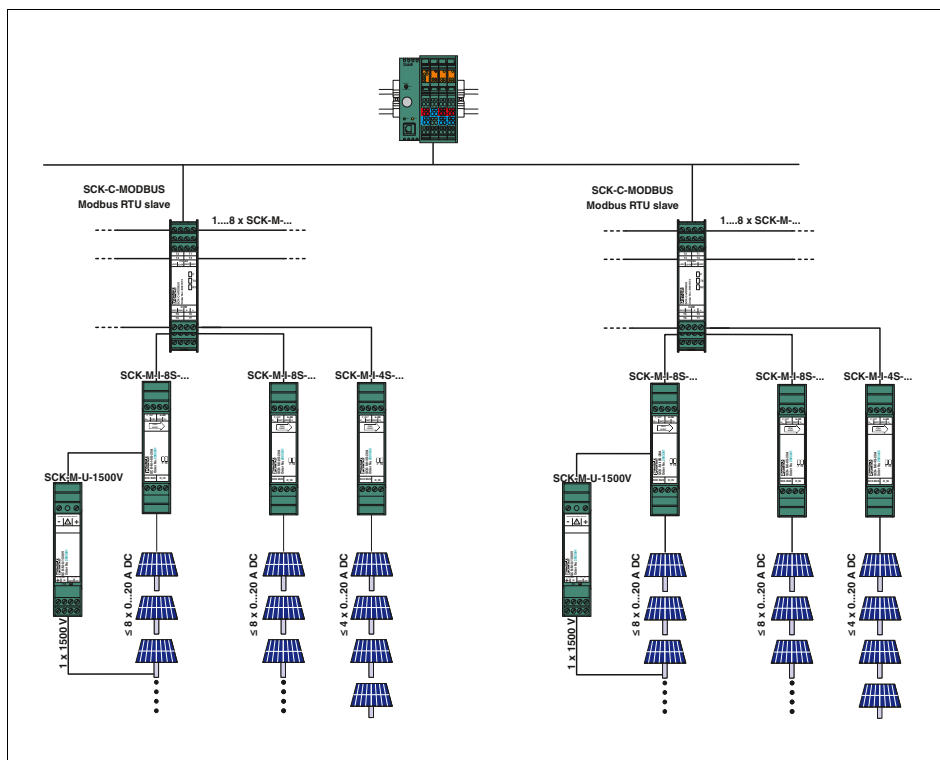 SCK-C-MODBUS
Modbus RTU slave
1....8 x SCK-M-...
SCK-C-MODBUS
Modbus RTU slave
1....8 x SCK-M-...
SCK-M-I-8S-...
SCK-M-I-8S-...
SCK-M-I-4S-...
SCK-M-I-8S-...
SCK-M-I-8S-...
SCK-M-I-4S-...
SCK-M-U-1500V
SCK-M-U-1500V
- +
- +
1 x 1500 V
≤ 8 x 0...20 A DC
≤ 8 x 0...20 A DC
≤ 4 x 0...20 A DC
1 x 1500 V
≤ 8 x 0...20 A DC
≤ 8 x 0...20 A DC
≤ 4 x 0...20 A DC